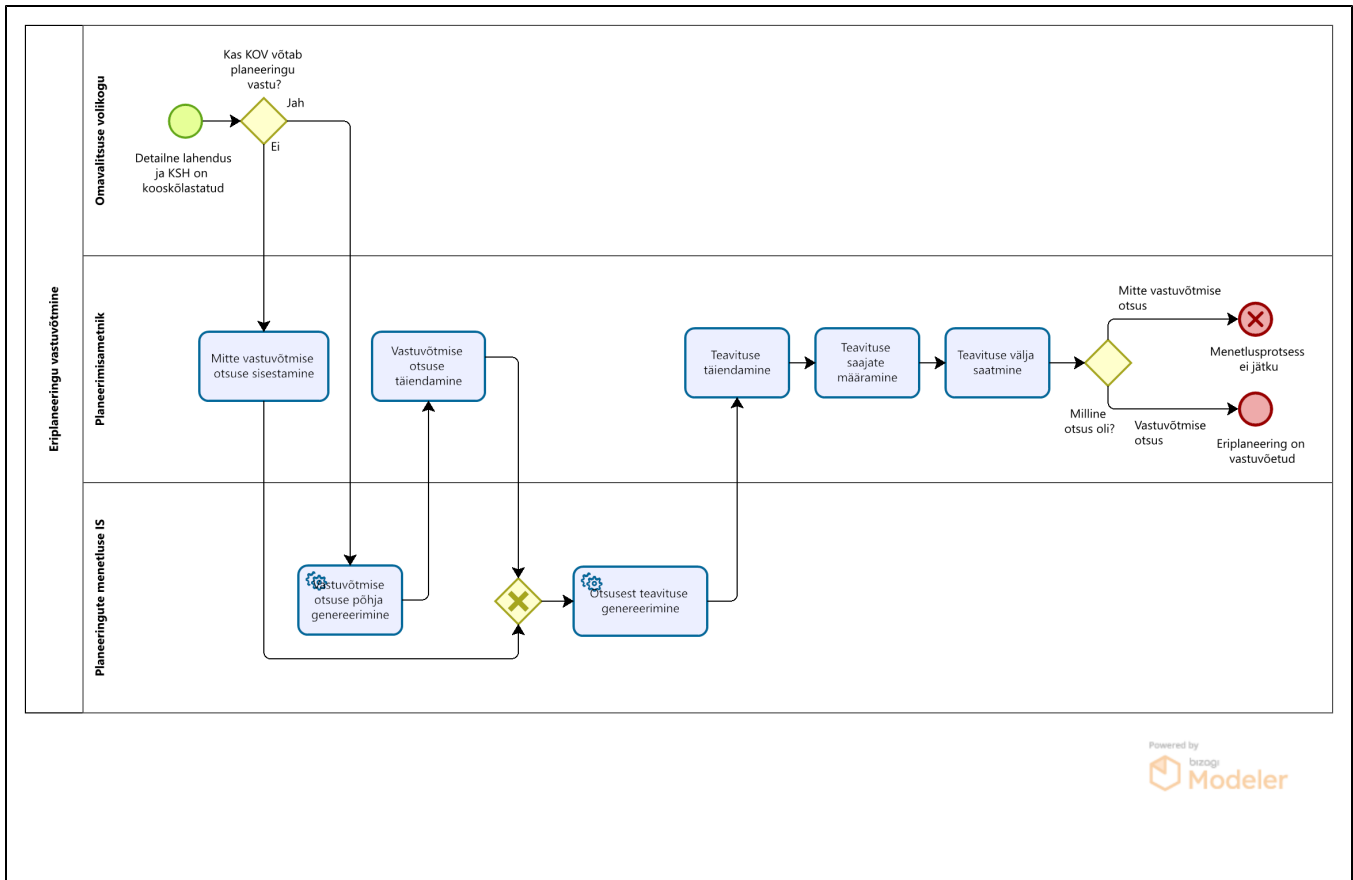 Eriplaneeringu vastuvõtmine
Omavalitsuse volikogu
Kas KOV võtab
planeeringu
vastu?
Jah
Ei
Detailne lahendus
ja KSH on
kooskõlastatud
Planeerimisametnik
Mitte vastuvõtmise
otsuse sisestamine
Vastuvõtmise
otsuse
täiendamine
Teavituse
täiendamine
Teavituse
saajate
määramine
Teavituse välja
saatmine
Milline
otsus oli?
Mitte vastuvõtmise
otsus
Menetlusprotsess
ei jätku
Vastuvõtmise
otsus
Eriplaneering on
vastuvõetud
Planeeringute menetluse IS
Vastuvõtmise
otsuse põhja
genereerimine
Otsusest teavituse
genereerimine
Powered by
bizagi
Modeler